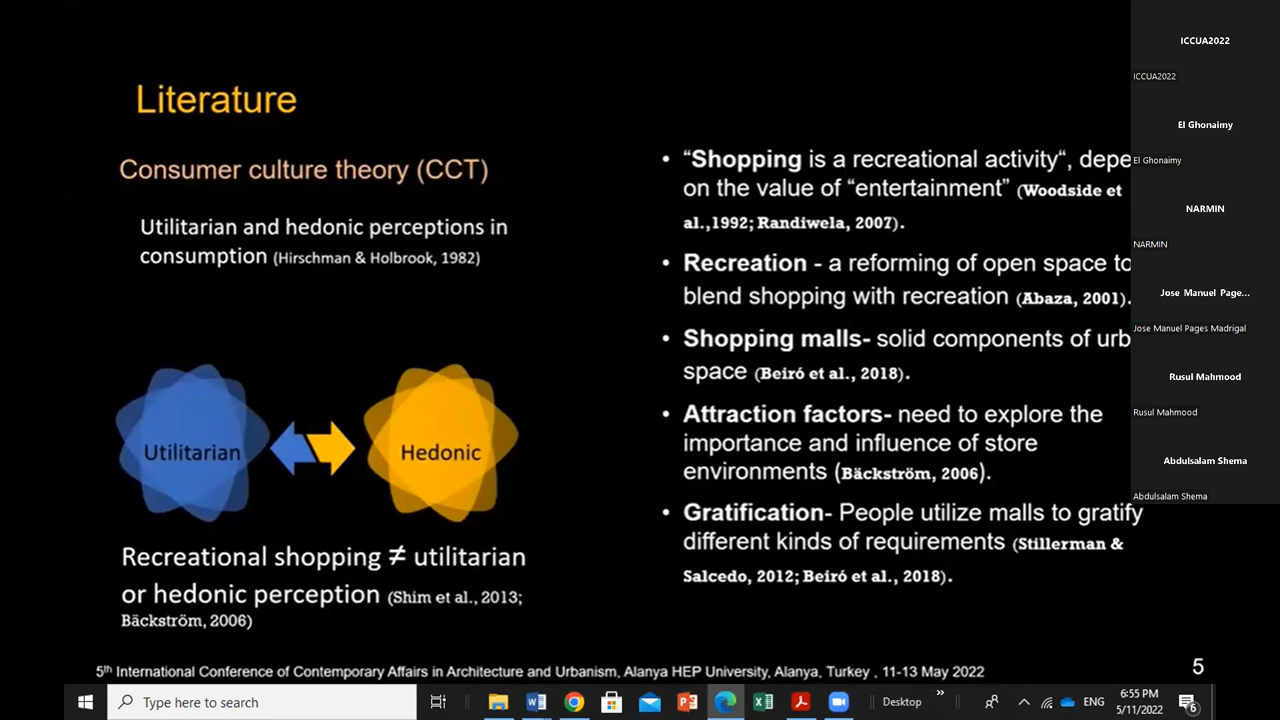 Literature
Consumer culture theory (CCT)
Utilitarian and hedonic perceptions in
consumption (Hirschman & Holbrook, 1982)
Utilitarian
Hedonic
Recreational shopping ≠ utilitarian
or hedonic perception (Shim et al., 2013;
Bäckström, 2006)
• “Shopping is a recreational activity“, depe
on the value of “entertainment” (Woodside et
al.,1992; Randiwela, 2007).
• Recreation - a reforming of open space to
blend shopping with recreation (Abaza, 2001).
• Shopping malls- solid components of urb
space (Beiró et al., 2018).
• Attraction factors- need to explore the
importance and influence of store
environments (Bäckström, 2006).
• Gratification- People utilize malls to gratify
different kinds of requirements (Stillerman &
Salcedo, 2012; Beiró et al., 2018).
5th International Conference of Contemporary Affairs in Architecture and Urbanism, Alanya HEP University, Alanya, Turkey , 11-13 May 2022
5
ICCUA2022
ICCUA2022
El Ghonaimy
El Ghonaimy
NARMIN
NARMIN
Jose Manuel Page...
Jose Manuel Pages Madrigal
Rusul Mahmood
Rusul Mahmood
Abdulsalam Shema
Abdulsalam Shema
Type here to search
Desktop
ENG
6:55 PM
5/11/2022
6